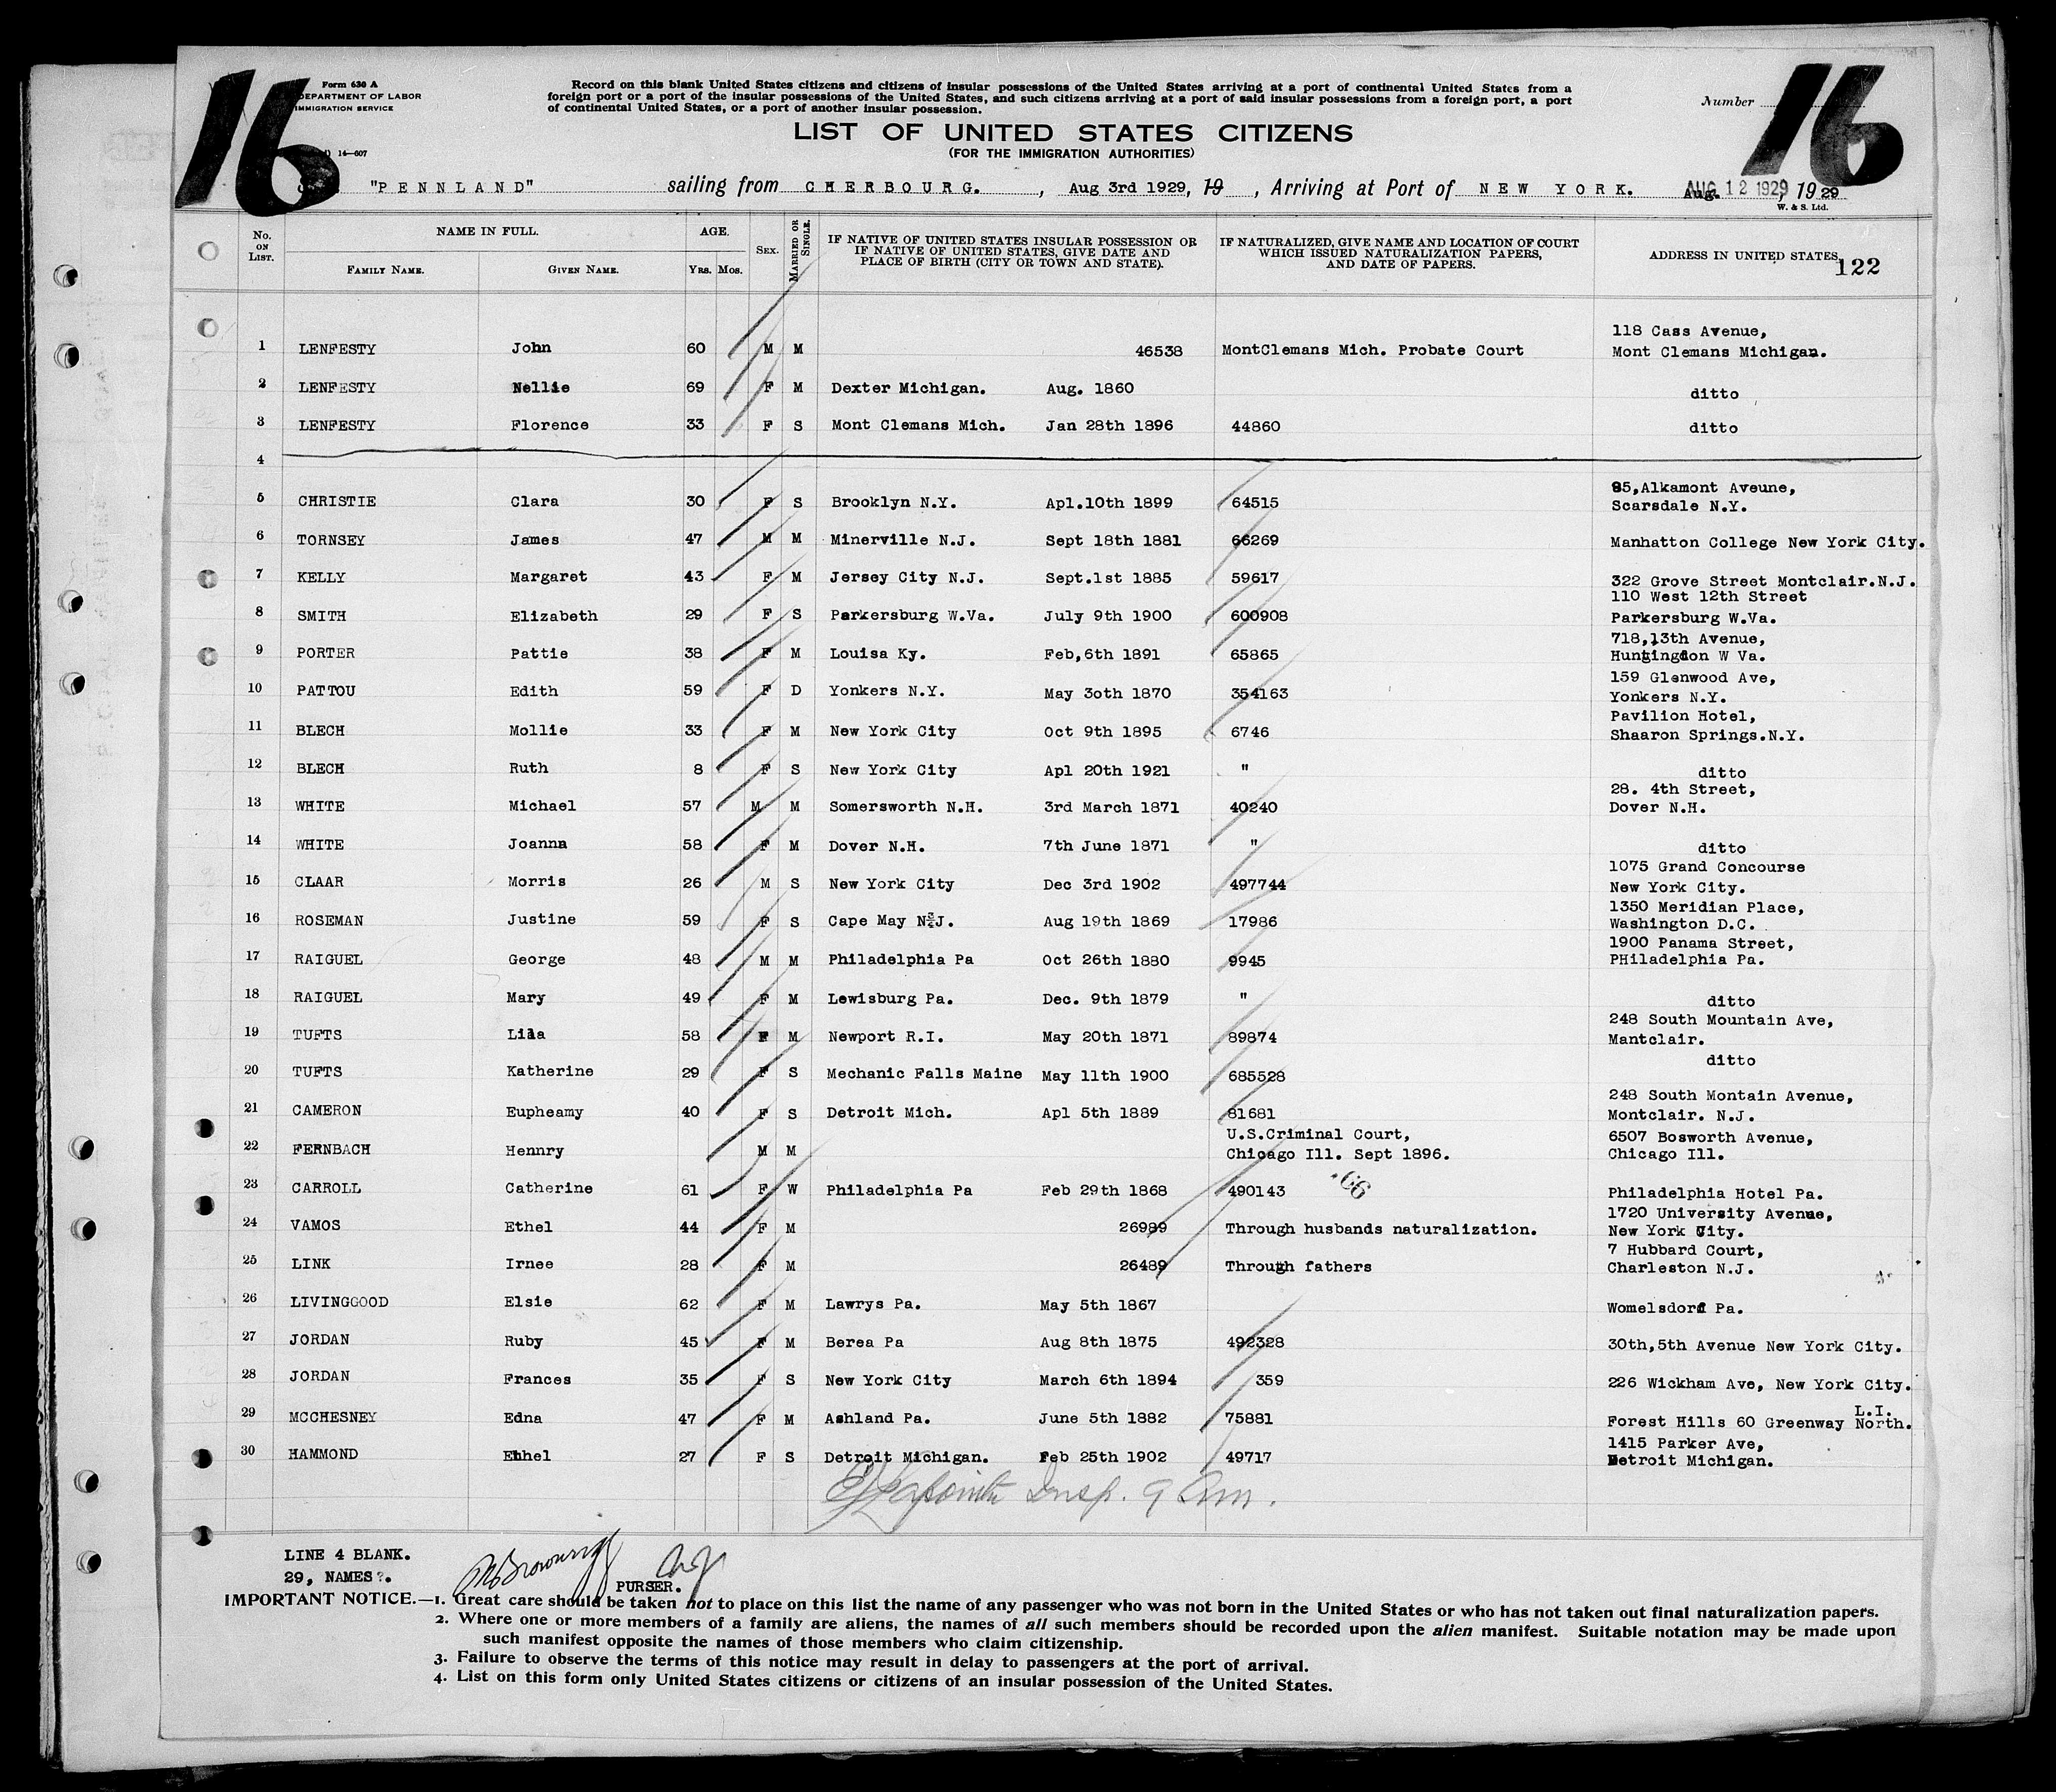 16
16
Form 630 A
DEPARTMENT OF LABOR
IMMIGRATION SERVICE
14—607
Record on this blank United States citizens and citizens of insular possessions of the United States arriving at a port of continental United States from a
foreign port or a port of the insular possessions of the United States, and such citizens arriving at a port of said insular possessions from a foreign port, a port
of continental United States, or a port of another insular possession.
Number
LIST OF UNITED STATES CITIZENS
(FOR THE IMMIGRATION AUTHORITIES)
"PENNLAND" sailing from CHERBOURG. , Aug 3rd 1929, 19 , Arriving at Port of NEW YORK. Aug. AUG 12 1929, 19 29
W. & S. Ltd.
No. ON LIST. NAME IN FULL. AGE. SEX. MARRIED OR SINGLE. IF NATIVE OF UNITED STATES INSULAR POSSESSION OR IF NATIVE OF UNITED STATES, GIVE DATE AND PLACE OF BIRTH (CITY OR TOWN AND STATE). IF NATURALIZED, GIVE NAME AND LOCATION OF COURT WHICH ISSUED NATURALIZATION PAPERS, AND DATE OF PAPERS. ADDRESS IN UNITED STATES 122
FAMILY NAME. GIVEN NAME. YRS. MOS.
118 Cass Avenue,
1 LENFESTY John 60 M M 46538 MontClemans Mich. Probate Court Mont Clemans Michigan.
2 LENFESTY Nellie 69 F M Dexter Michigan. Aug. 1860 ditto
3 LENFESTY Florence 33 F S Mont Clemans Mich. Jan 28th 1896 44860 ditto
4
95,Alkamont Aveune,
5 CHRISTIE Clara 30 F S Brooklyn N.Y. Apl.10th 1899 64515 Scarsdale N.Y.
6 TORNSEY James 47 M M Minerville N.J. Sept 18th 1881 66269 Manhatton College New York City.
7 KELLY Margaret 43 F M Jersey City N.J. Sept.1st 1885 59617 322 Grove Street Montclair.N.J.
110 West 12th Street
8 SMITH Elizabeth 29 F S Parkersburg W.Va. July 9th 1900 600908 Parkersburg W.Va.
718,13th Avenue,
9 PORTER Pattie 38 F M Louisa Ky. Feb,6th 1891 65865 Huntingdon W Va.
159 Glenwood Ave,
10 PATTOU Edith 59 F D Yonkers N.Y. May 3oth 1870 354163 Yonkers N.Y.
Pavilion Hotel,
11 BLECH Mollie 33 F M New York City Oct 9th 1895 6746 Shaaron Springs.N.Y.
12 BLECH Ruth 8 F S New York City Apl 20th 1921 " ditto
28. 4th Street,
13 WHITE Michael 57 M M Somersworth N.H. 3rd March 1871 40240 Dover N.H.
14 WHITE Joanna 58 F M Dover N.H. 7th June 1871 " ditto
1075 Grand Concourse
15 CLAAR Morris 26 M S New York City Dec 3rd 1902 497744 New York City.
1350 Meridian Place,
16 ROSEMAN Justine 59 F S Cape May N.J. Aug 19th 1869 17986 Washington D.C.
1900 Panama Street,
17 RAIGUEL George 48 M M Philadelphia Pa Oct 26th 1880 9945 PHiladelphia Pa.
18 RAIGUEL Mary 49 F M Lewisburg Pa. Dec. 9th 1879 " ditto
248 South Mountain Ave,
19 TUFTS Lila 58 F M Newport R.I. May 20th 1871 89874 Mantclair.
ditto
20 TUFTS Katherine 29 F S Mechanic Falls Maine May 11th 1900 685528
248 South Montain Avenue,
21 CAMERON Eupheamy 40 F S Detroit Mich. Apl 5th 1889 81681 Montclair. N.J.
U.S.Criminal Court, 6507 Bosworth Avenue,
22 FERNBACH Hennry M M Chicago Ill. Sept 1896. Chicago Ill.
23 CARROLL Catherine 61 F W Philadelphia Pa Feb 29th 1868 490143 Philadelphia Hotel Pa.
1720 University Avenue,
24 VAMOS Ethel 44 F M 26989 Through husbands naturalization. New York City.
7 Hubbard Court,
25 LINK Irnee 28 F M 26489 Through fathers Charleston N.J.
26 LIVINGGOOD Elsie 62 F M Lawrys Pa. May 5th 1867 Womelsdorf Pa.
27 JORDAN Ruby 45 F M Berea Pa Aug 8th 1875 492328 30th,5th Avenue New York City.
28 JORDAN Frances 35 F S New York City March 6th 1894 359 226 Wickham Ave, New York City.
L.I.
29 MCCHESNEY Edna 47 F M Ashland Pa. June 5th 1882 75881 Forest Hills 60 Greenway North.
1415 Parker Ave,
30 HAMMOND Ethel 27 F S Detroit Michigan. Feb 25th 1902 49717 Detroit Michigan.
Insp. 9 Am.
LINE 4 BLANK.
29, NAMES.
PURSER.
IMPORTANT NOTICE.—1. Great care should be taken not to place on this list the name of any passenger who was not born in the United States or who has not taken out final naturalization papers.
2. Where one or more members of a family are aliens, the names of all such members should be recorded upon the alien manifest. Suitable notation may be made upon
such manifest opposite the names of those members who claim citizenship.
3. Failure to observe the terms of this notice may result in delay to passengers at the port of arrival.
4. List on this form only United States citizens or citizens of an insular possession of the United States.